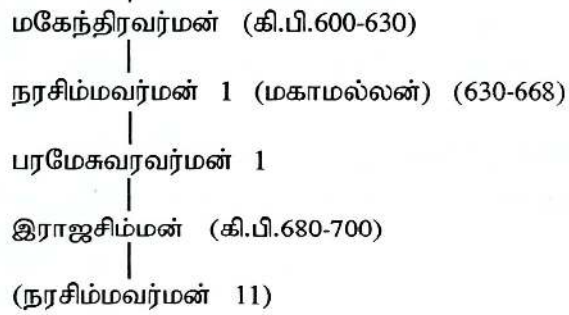 மகேந்திரவர்மன் (கி.பி.600-630)
நரசிம்மவர்மன் 1 (மகாமல்லன்) (630-668)
பரமேசுவரவர்மன் 1
இராஜசிம்மன் (கி.பி.680-700)
(நரசிம்மவர்மன் 11)